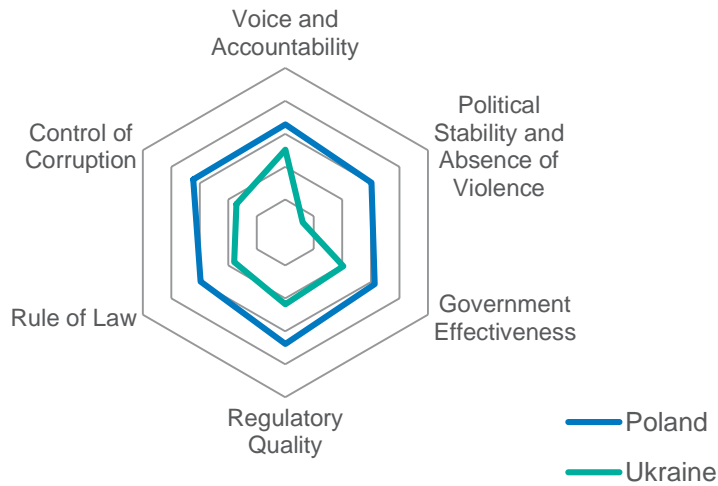 Voice and
Accountability
Political
Stability and
Absence of
Violence
Control of
Corruption
Government
Effectiveness
Rule of Law
Regulatory
Quality
Poland
Ukraine